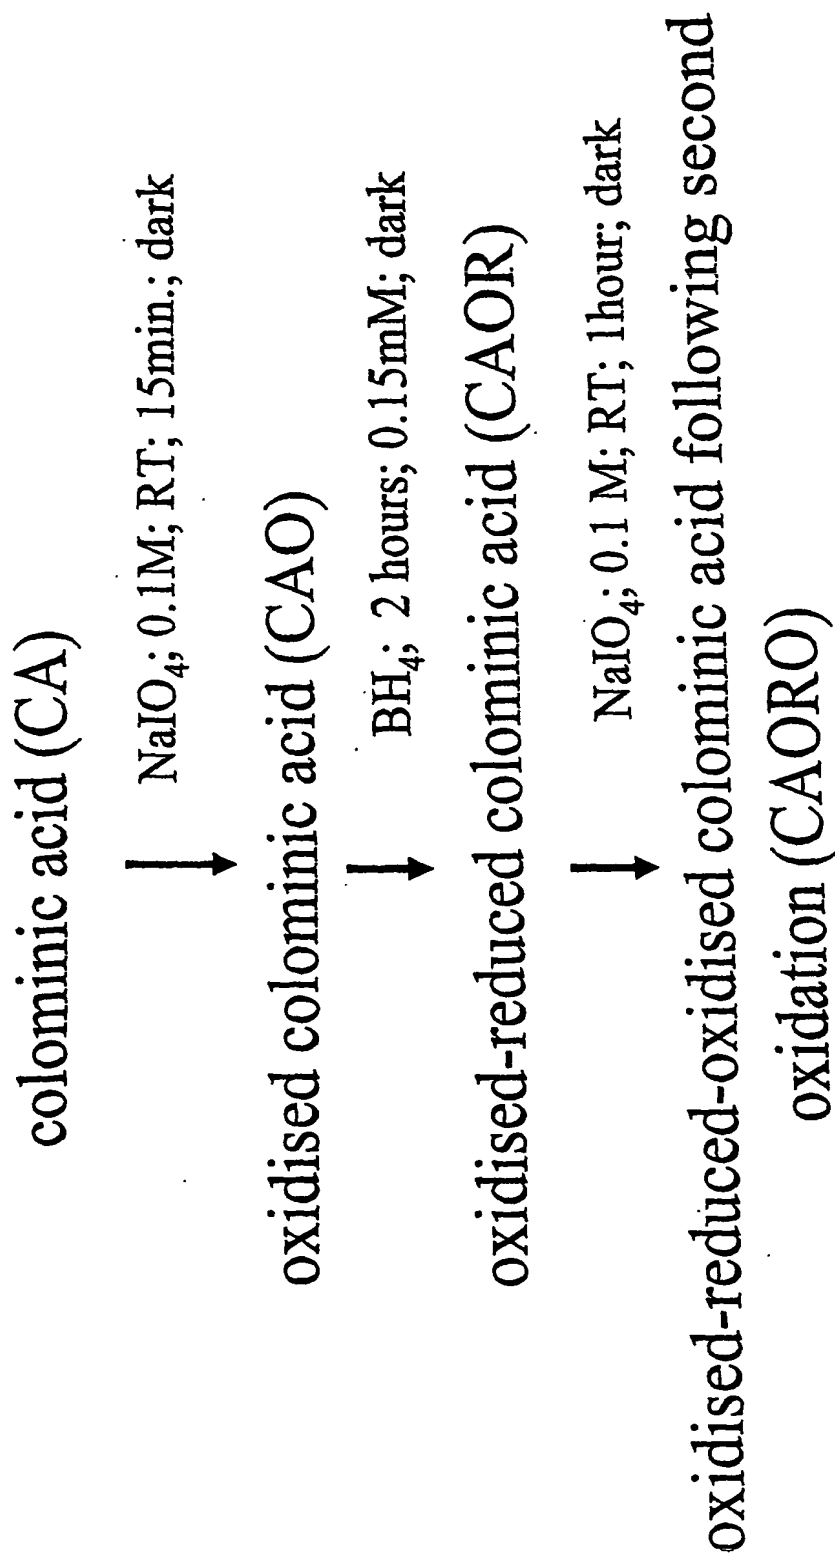 colominic acid (CA)
NaIO₄; 0.1M; RT; 15min.; dark
oxidised colominic acid (CAO)
BH₄; 2 hours; 0.15mM; dark
oxidised-reduced colominic acid (CAOR)
NaIO₄; 0.1 M; RT; 1hour; dark
oxidised-reduced-oxidised colominic acid following second
oxidation (CAORO)